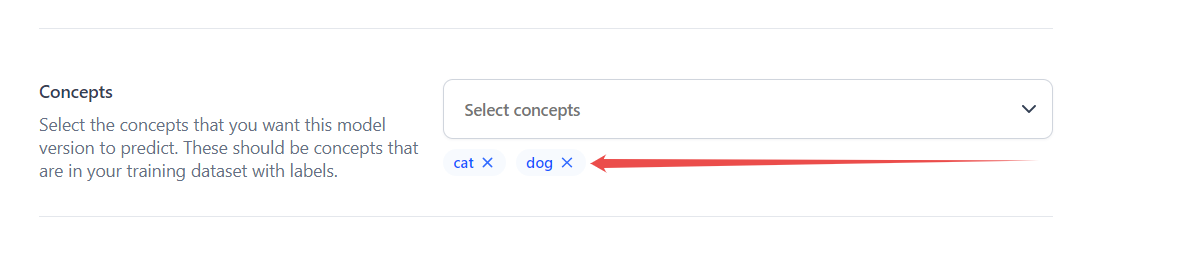 Concepts
Select the concepts that you want this model
version to predict. These should be concepts that
are in your training dataset with labels.
Select concepts
cat
dog